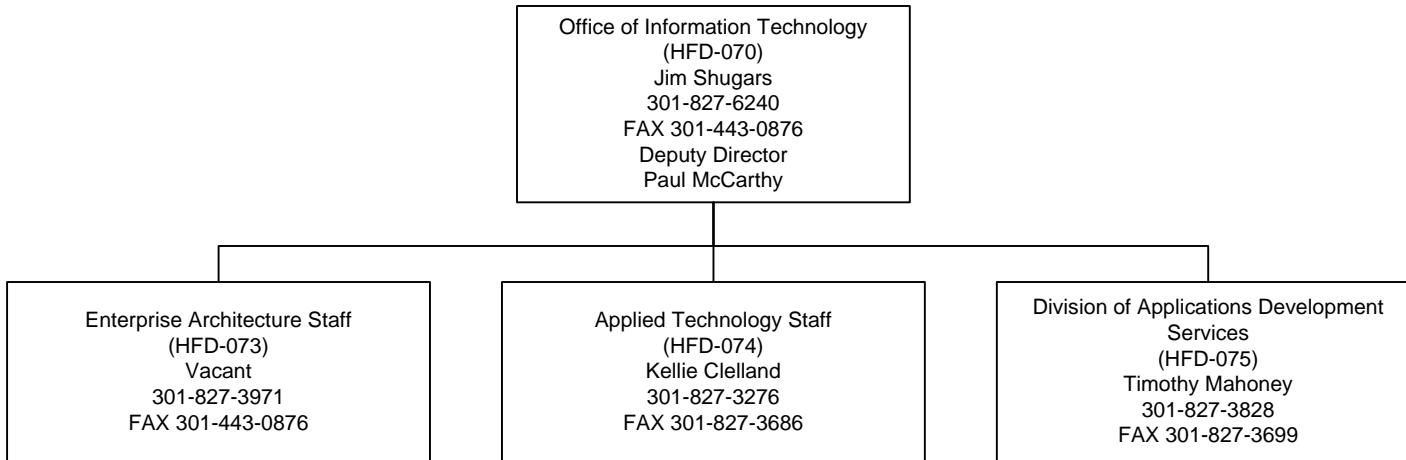 Office of Information Technology
(HFD-070)
Jim Shugars
301-827-6240
FAX 301-443-0876
Deputy Director
Paul McCarthy
Enterprise Architecture Staff
(HFD-073)
Vacant
301-827-3971
FAX 301-443-0876
Applied Technology Staff
(HFD-074)
Kellie Clelland
301-827-3276
FAX 301-827-3686
Division of Applications Development
Services
(HFD-075)
Timothy Mahoney
301-827-3828
FAX 301-827-3699